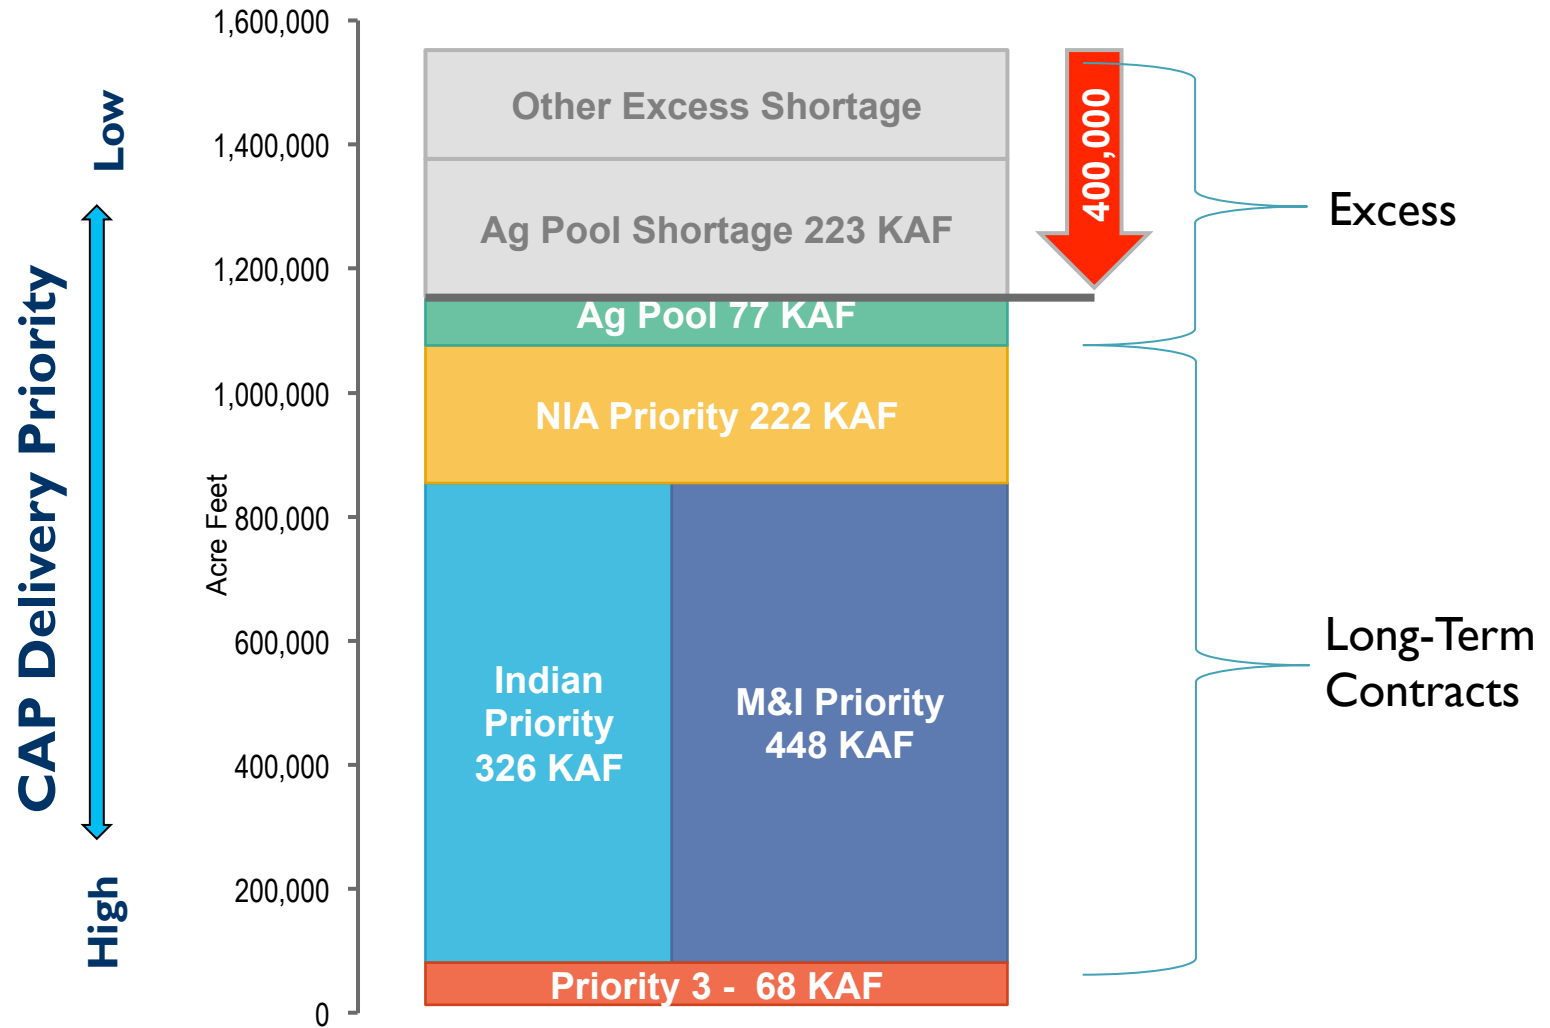 CAP Delivery Priority
Low
High
Acre Feet
1,600,000
1,400,000
1,200,000
1,000,000
800,000
600,000
400,000
200,000
0
Other Excess Shortage
Ag Pool Shortage 223 KAF
Ag Pool 77 KAF
NIA Priority 222 KAF
Indian
Priority
326 KAF
M&I Priority
448 KAF
Priority 3 - 68 KAF
400,000
Excess
Long-Term
Contracts